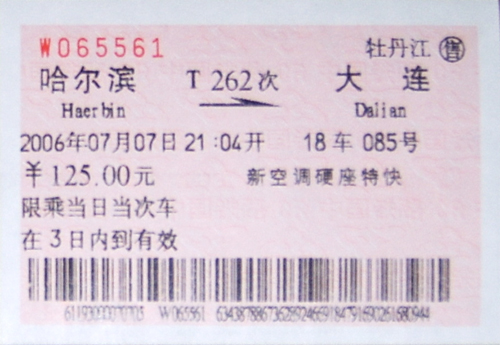 W065561 牡丹江 售
哈尔滨 T 262次 大连
Haerbin Dalian
2006年07月07日21:04开 18车 085号
￥125.00元 新空调硬座特快
限乘当日当次车
在3日内到有效
W065561